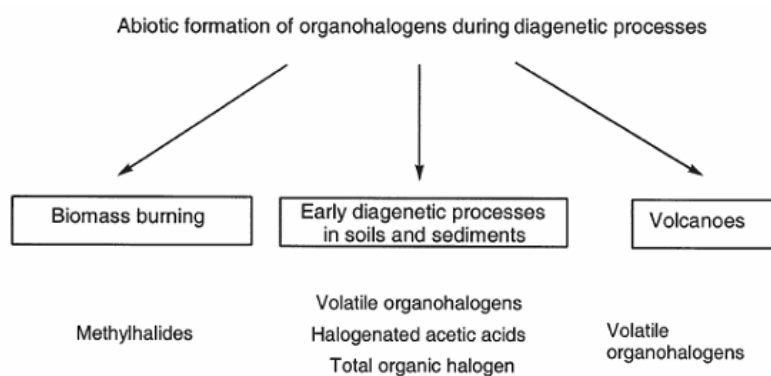 Abiotic formation of organohalogens during diagenetic processes
Biomass burning
Early diagenetic processes
in soils and sediments
Volcanoes
Methylhalides
Volatile organohalogens
Halogenated acetic acids
Total organic halogen
Volatile
organohalogens